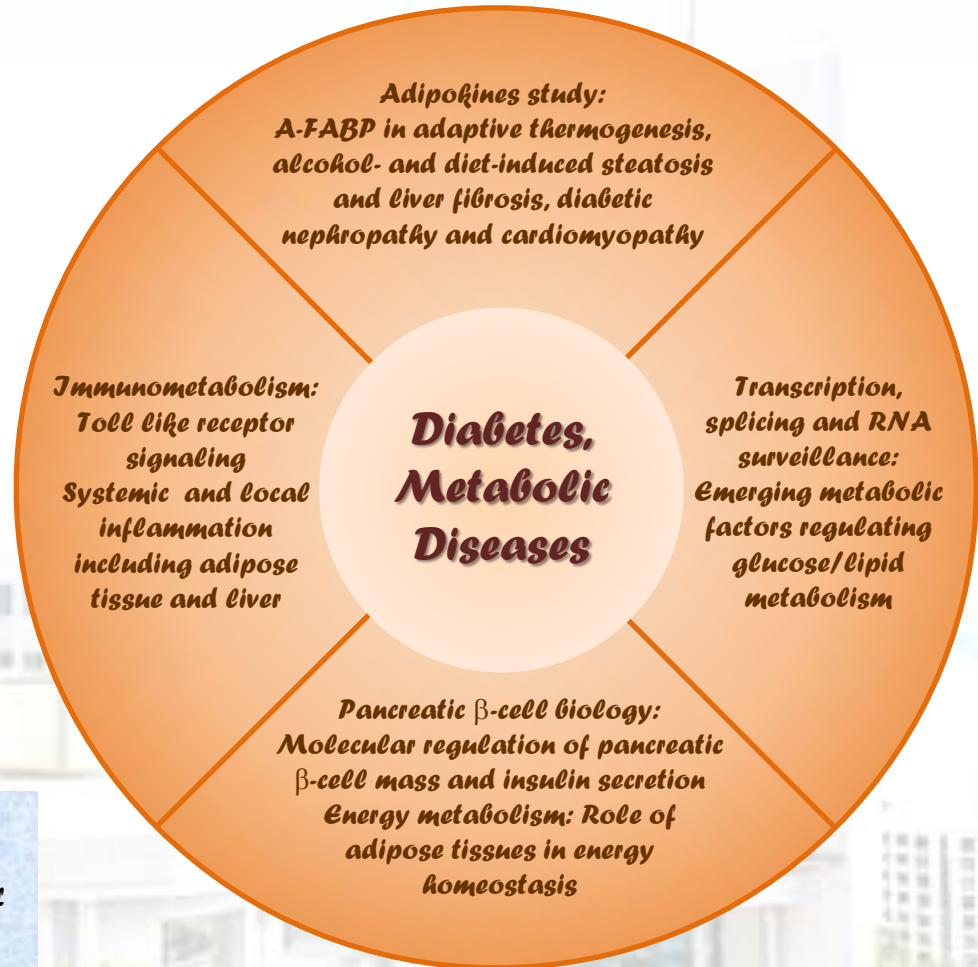 Adipokines study:
A-FABP in adaptive thermogenesis,
alcohol- and diet-induced steatosis
and liver fibrosis, diabetic
nephropathy and cardiomyopathy
Immunometabolism:
Toll like receptor
signaling
Systemic and local
inflammation
including adipose
tissue and liver
Diabetes,
Metabolic
Diseases
Transcription,
splicing and RNA
surveillance:
Emerging metabolic
factors regulating
glucose/lipid
metabolism
Pancreatic β-cell biology:
Molecular regulation of pancreatic
β-cell mass and insulin secretion
Energy metabolism: Role of
adipose tissues in energy
homeostasis